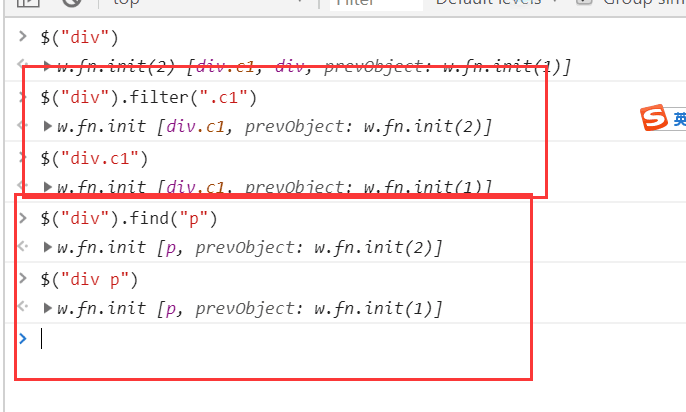 top Filter Default levels Group sim
> $("div")
<· ▶w.fn.init(2) [div.c1, div, prevObject: w.fn.init(1)]
> $("div").filter(".c1")
<· ▶w.fn.init [div.c1, prevObject: w.fn.init(2)]
> $("div.c1")
<· ▶w.fn.init [div.c1, prevObject: w.fn.init(1)]
> $("div").find("p")
<· ▶w.fn.init [p, prevObject: w.fn.init(2)]
> $("div p")
<· ▶w.fn.init [p, prevObject: w.fn.init(1)]
>
S 英